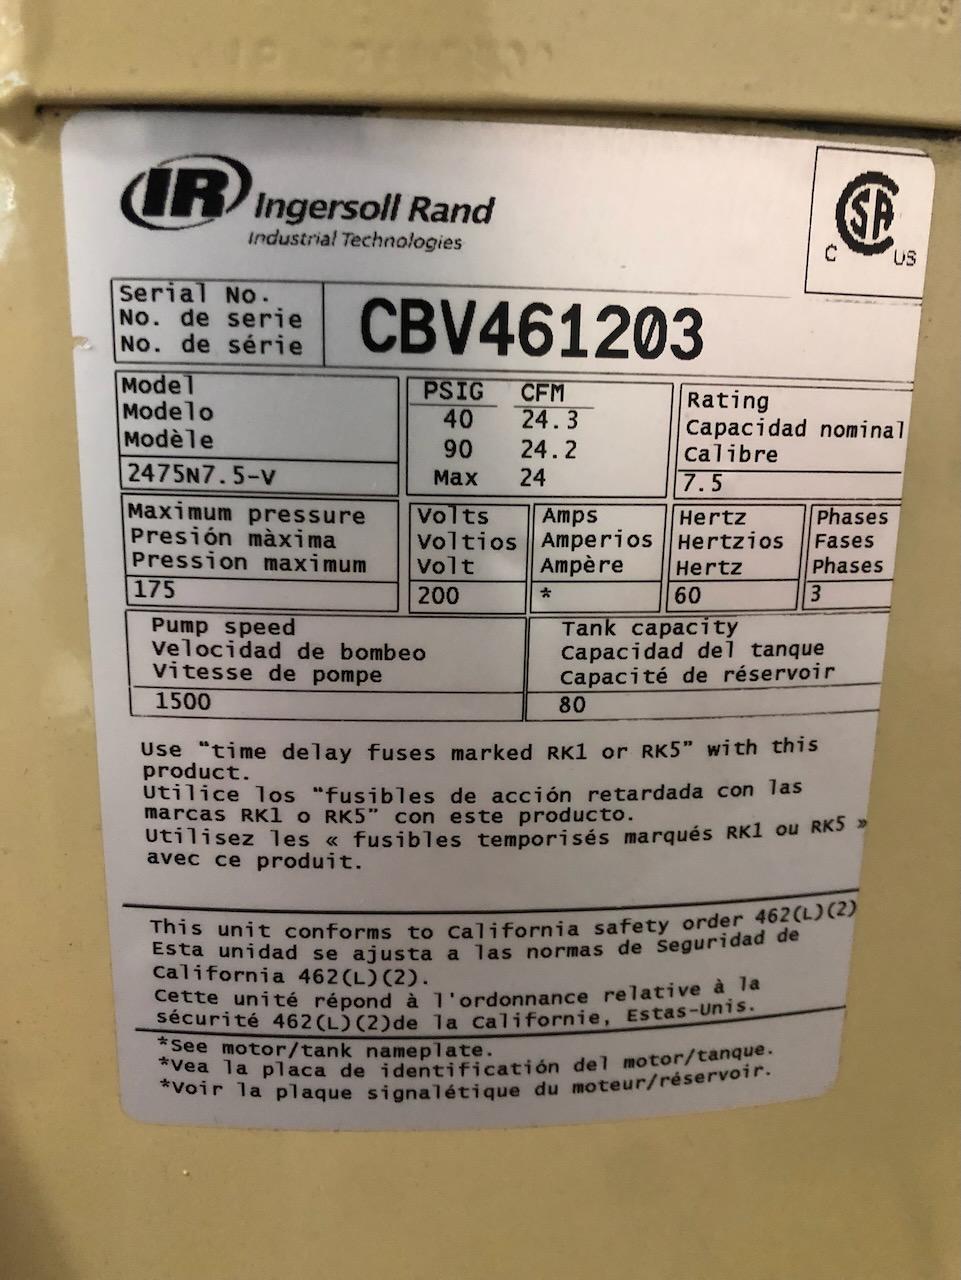 IR Ingersoll Rand
Industrial Technologies
CSA
C US
Serial No.
No. de serie
No. de série
CBV461203
Model
Modelo
Modèle
2475N7.5-V
PSIG CFM
40 24.3
90 24.2
Max 24
Rating
Capacidad nominal
Calibre
7.5
Maximum pressure
Presión màxima
Pression maximum
175
Volts
Voltios
Volt
200
Amps
Amperios
Ampère
*
Hertz
Hertzios
Hertz
60
Phases
Fases
Phases
3
Pump speed
Velocidad de bombeo
Vitesse de pompe
1500
Tank capacity
Capacidad del tanque
Capacité de réservoir
80
Use "time delay fuses marked RK1 or RK5" with this
product.
Utilice los "fusibles de acción retardada con las
marcas RK1 o RK5" con este producto.
Utilisez les « fusibles temporisés marqués RK1 ou RK5 »
avec ce produit.
This unit conforms to California safety order 462(L)(2)
Esta unidad se ajusta a las normas de Seguridad de
California 462(L)(2).
Cette unité répond à l'ordonnance relative à la
sécurité 462(L)(2)de la Californie, Estas-Unis.
*See motor/tank nameplate.
*Vea la placa de identificación del motor/tanque.
*Voir la plaque signalétique du moteur/réservoir.